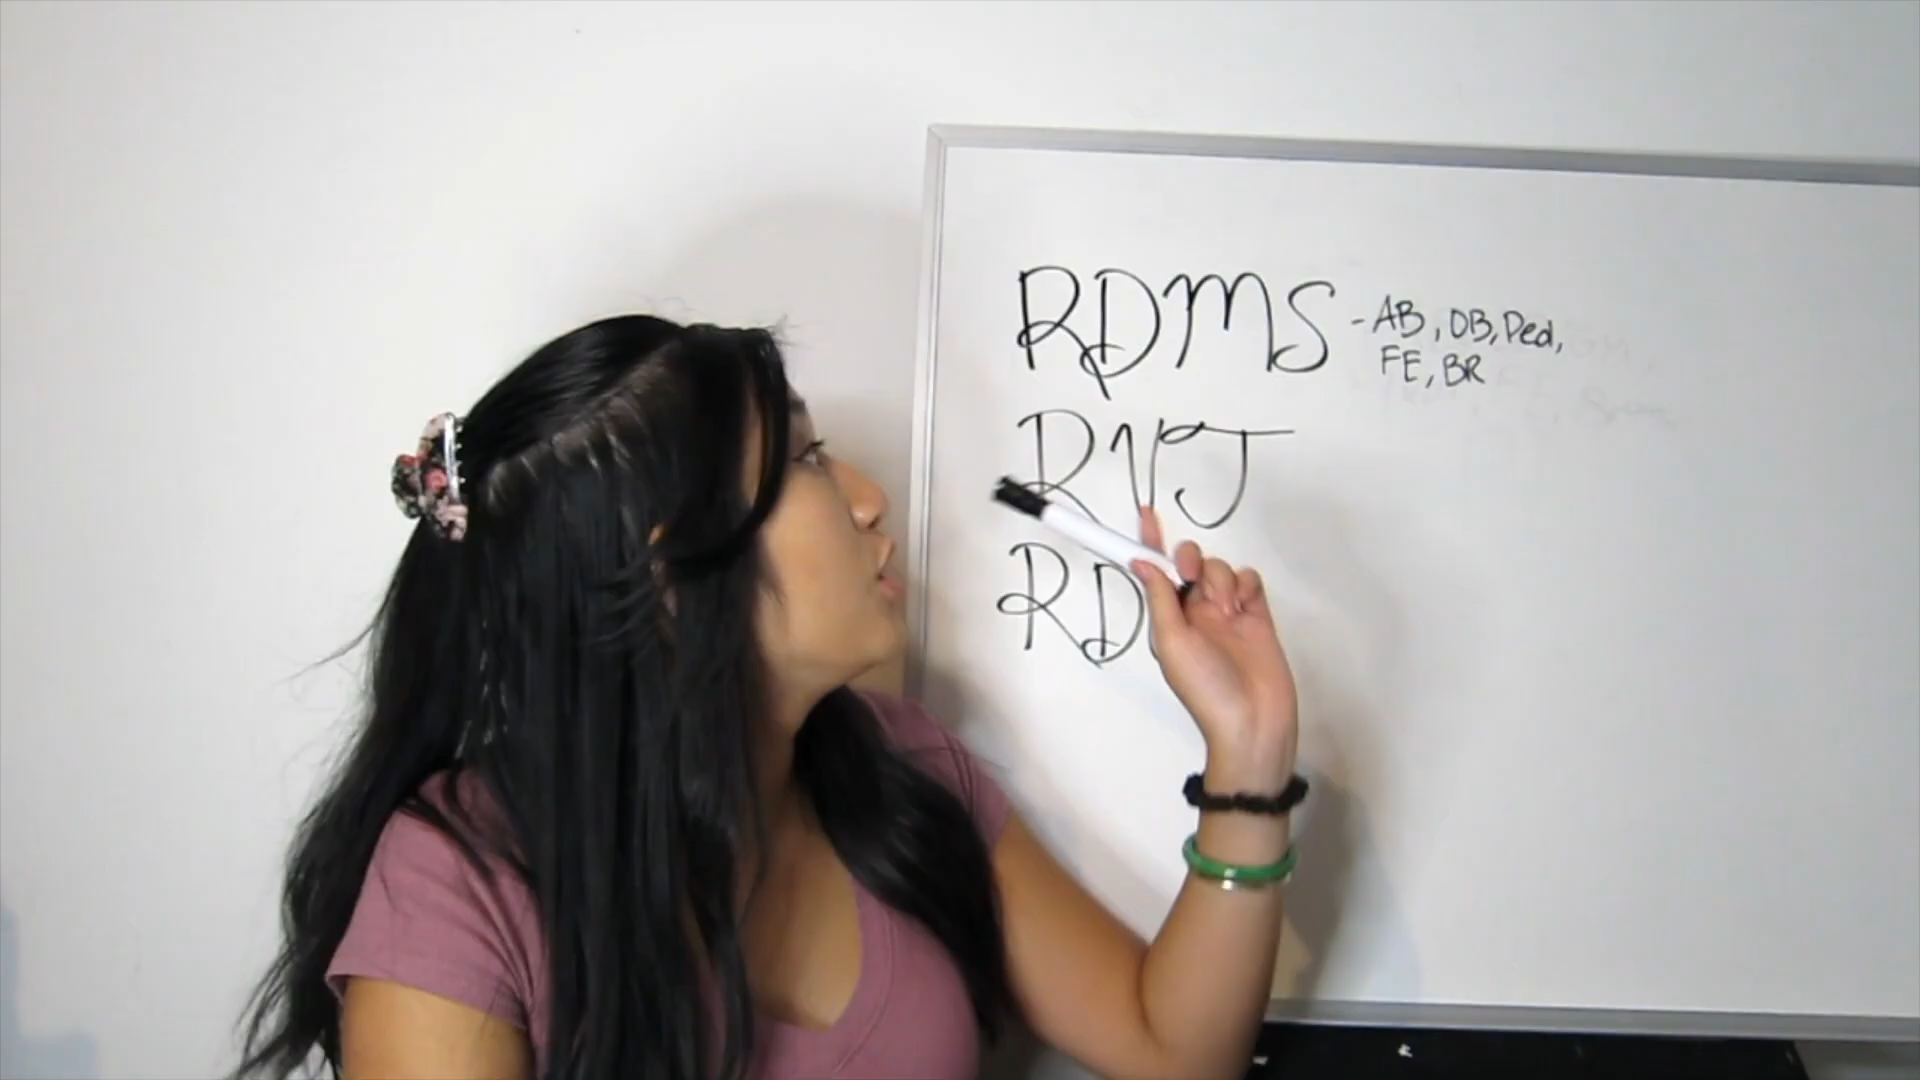 RDMS - AB, OB, Ped,
FE, BR
RVT
RD